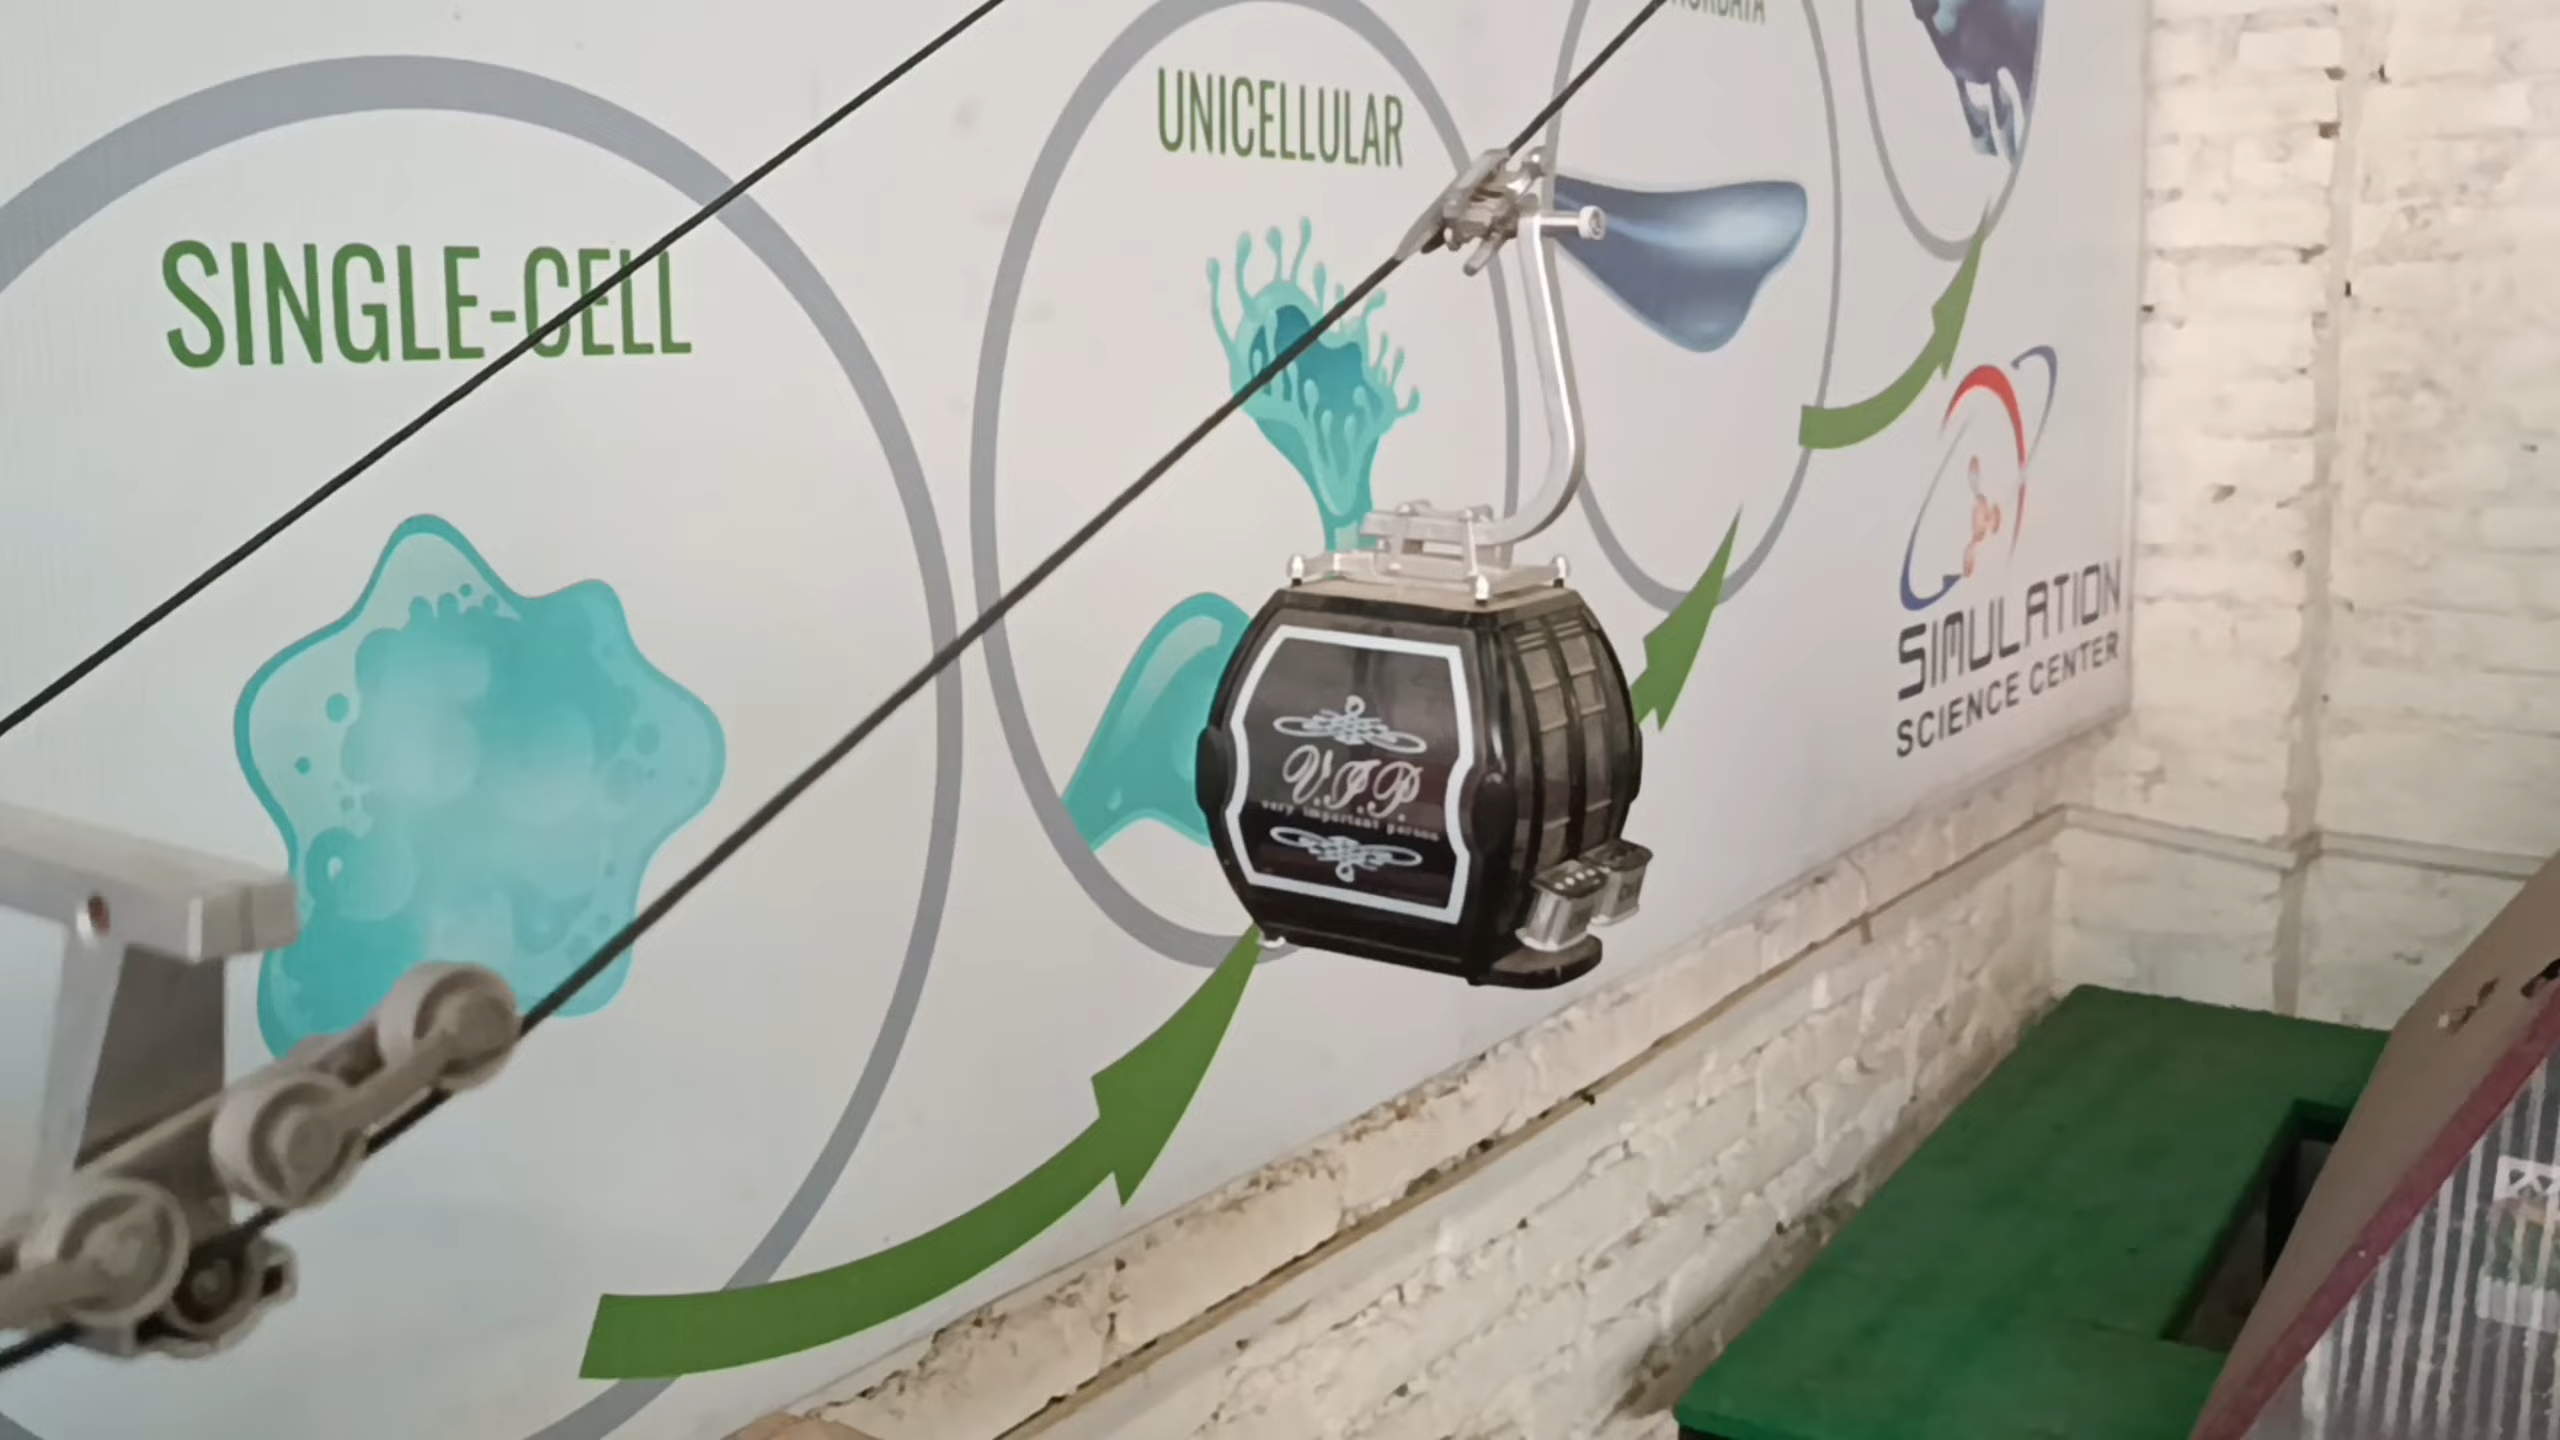 SINGLE-CELL
UNICELLULAR
V.I.P.
very important person
SIMULATION
SCIENCE CENTER